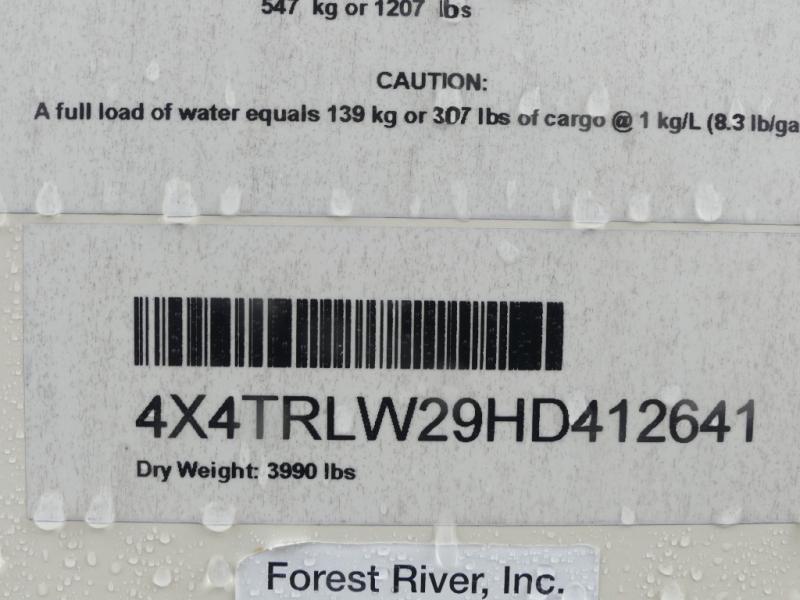 547 kg or 1207 lbs
CAUTION:
A full load of water equals 139 kg or 307 lbs of cargo @ 1 kg/L (8.3 lb/ga
4X4TRLW29HD412641
Dry Weight: 3990 lbs
Forest River, Inc.